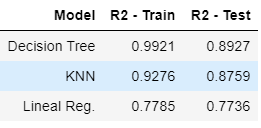 Model R2 - Train R2 - Test
Decision Tree 0.9921 0.8927
KNN 0.9276 0.8759
Lineal Reg. 0.7785 0.7736